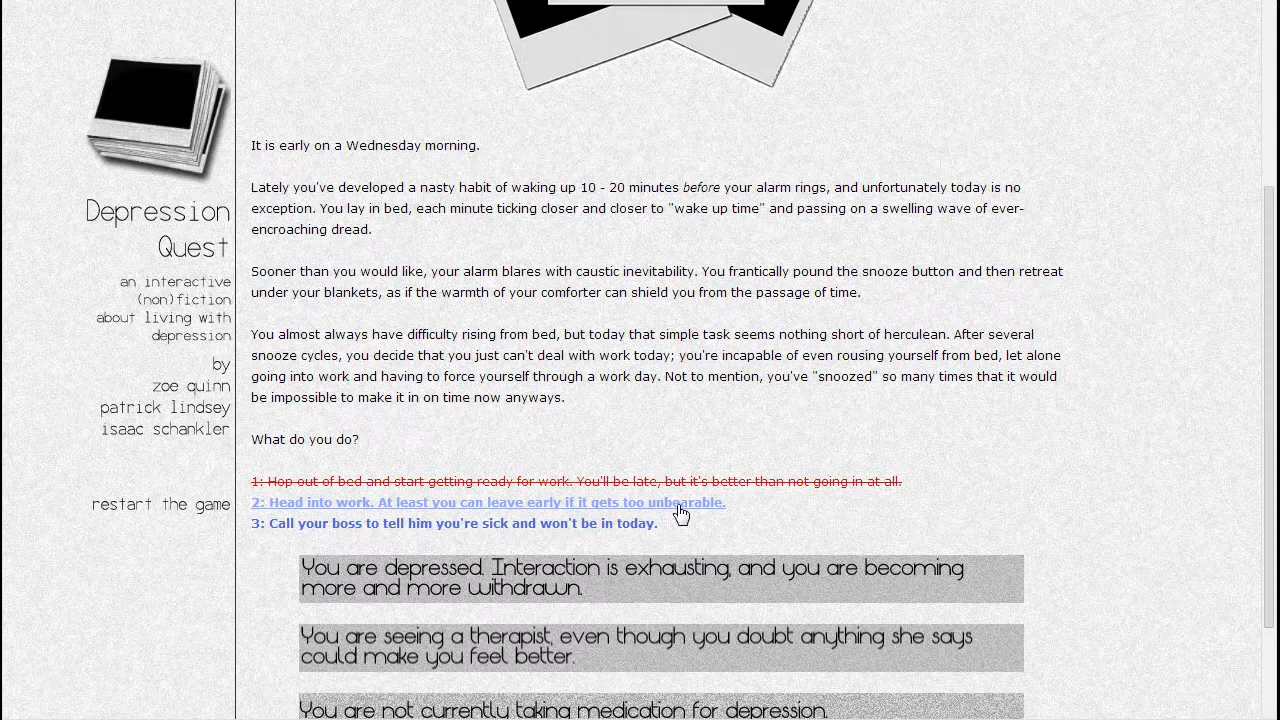 Depression
Quest
an interactive
(non)fiction
about living with
depression
by
zoe quinn
patrick lindsey
isaac schankler
restart the game
It is early on a Wednesday morning.
Lately you've developed a nasty habit of waking up 10 - 20 minutes before your alarm rings, and unfortunately today is no
exception. You lay in bed, each minute ticking closer and closer to "wake up time" and passing on a swelling wave of ever-
encroaching dread.
Sooner than you would like, your alarm blares with caustic inevitability. You frantically pound the snooze button and then retreat
under your blankets, as if the warmth of your comforter can shield you from the passage of time.
You almost always have difficulty rising from bed, but today that simple task seems nothing short of herculean. After several
snooze cycles, you decide that you just can't deal with work today; you're incapable of even rousing yourself from bed, let alone
going into work and having to force yourself through a work day. Not to mention, you've "snoozed" so many times that it would
be impossible to make it in on time now anyways.
What do you do?
1: Hop out of bed and start getting ready for work. You'll be late, but it's better than not going in at all.
2: Head into work. At least you can leave early if it gets too unbearable.
3: Call your boss to tell him you're sick and won't be in today.
You are depressed. Interaction is exhausting, and you are becoming
more and more withdrawn.
You are seeing a therapist, even though you doubt anything she says
could make you feel better.
You are not currently taking medication for depression.